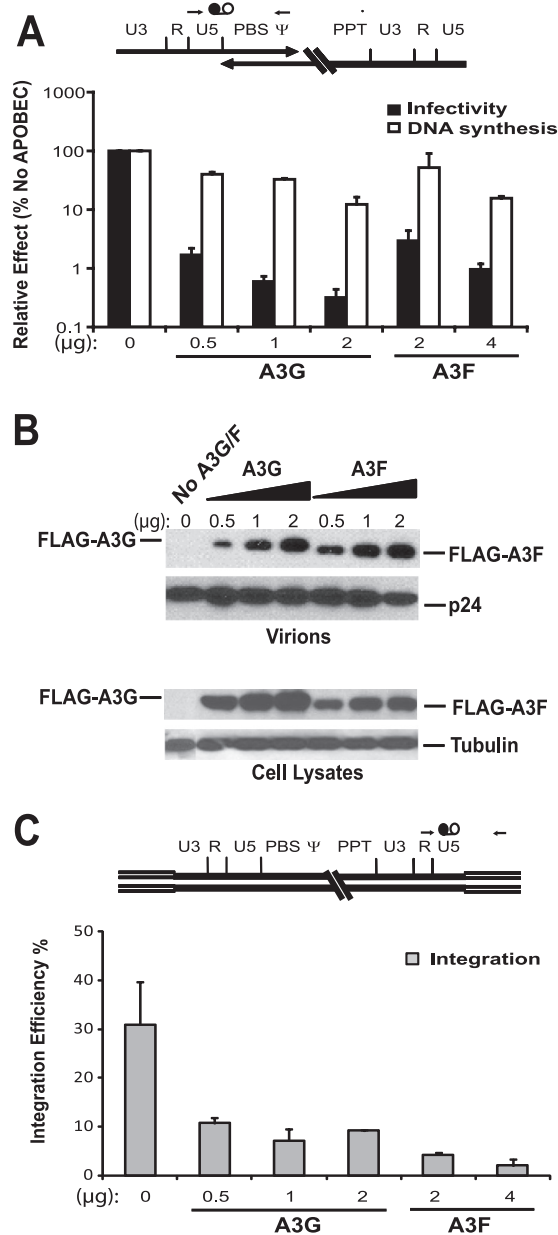 A
U3 R U5 PBS Ψ PPT U3 R U5
Relative Effect (% No APOBEC)
1000
100
10
1
0.1
Infectivity
DNA synthesis
(µg): 0 0.5 1 2 2 4
A3G A3F
B
No A3G/F
A3G A3F
(µg): 0 0.5 1 2 0.5 1 2
FLAG-A3G FLAG-A3F
p24
Virions
FLAG-A3G FLAG-A3F
Tubulin
Cell Lysates
C
U3 R U5 PBS Ψ PPT U3 R U5
Integration Efficiency %
50
40
30
20
10
0
Integration
(µg): 0 0.5 1 2 2 4
A3G A3F